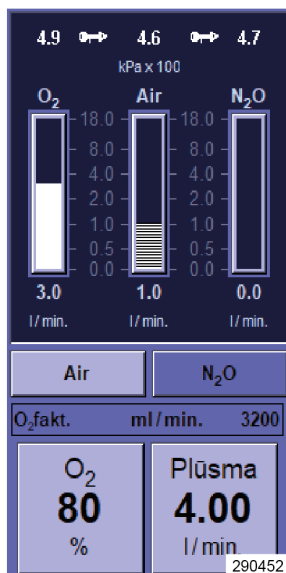 4.9 4.6 4.7
kPa x 100
O₂ Air N₂O
18.0 18.0
8.0 8.0
4.0 4.0
2.0 2.0
1.0 1.0
0.5 0.5
0.0 0.0
3.0 1.0 0.0
l/min. l/min. l/min.
Air N₂O
O₂fakt. ml/min. 3200
O₂ Plūsma
80 4.00
% l/min.
290452